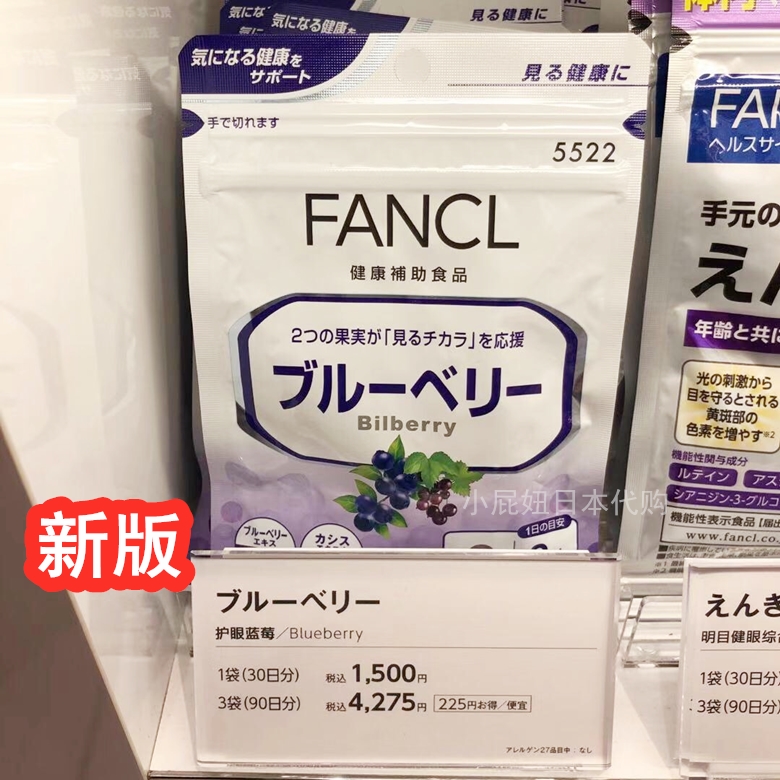 気になる健康を
サポート
見る健康に
手で切れます
5522
FANCL
健康補助食品
2つの果実が「見るチカラ」を応援
ブルーベリー
Bilberry
小屁妞日本代购
ブルーベリー
エキス
カシス
1日の目安
新版
ブルーベリー
护眼蓝莓/Blueberry
1袋(30日分) 税込1,500円
3袋(90日分) 税込4,275円 225円お得/便宜
アレルゲン27品目中:なし
FAN
ヘルスサイ
手元の
えん
年齢と共に
光の刺激から
目を守るとされる
黄斑部の
色素を増やす※2
機能性関与成分
ルテイン アス
シアニジン-3-グルコ
機能性表示食品 [届出
www.fancl.co.
えんき
明目健眼综合
1袋(30日分)
3袋(90日分)